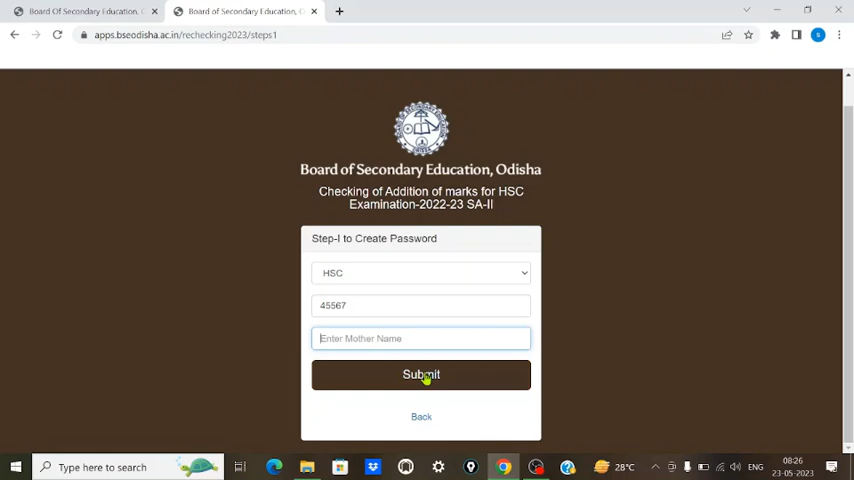 Board Of Secondary Education, C
Board of Secondary Education, O
apps.bseodisha.ac.in/rechecking2023/steps1
S
Board of Secondary Education, Odisha
Checking of Addition of marks for HSC
Examination-2022-23 SA-II
Step-I to Create Password
HSC
45567
Enter Mother Name
Submit
Back
Type here to search
28°C
ENG
08:26
23-05-2023